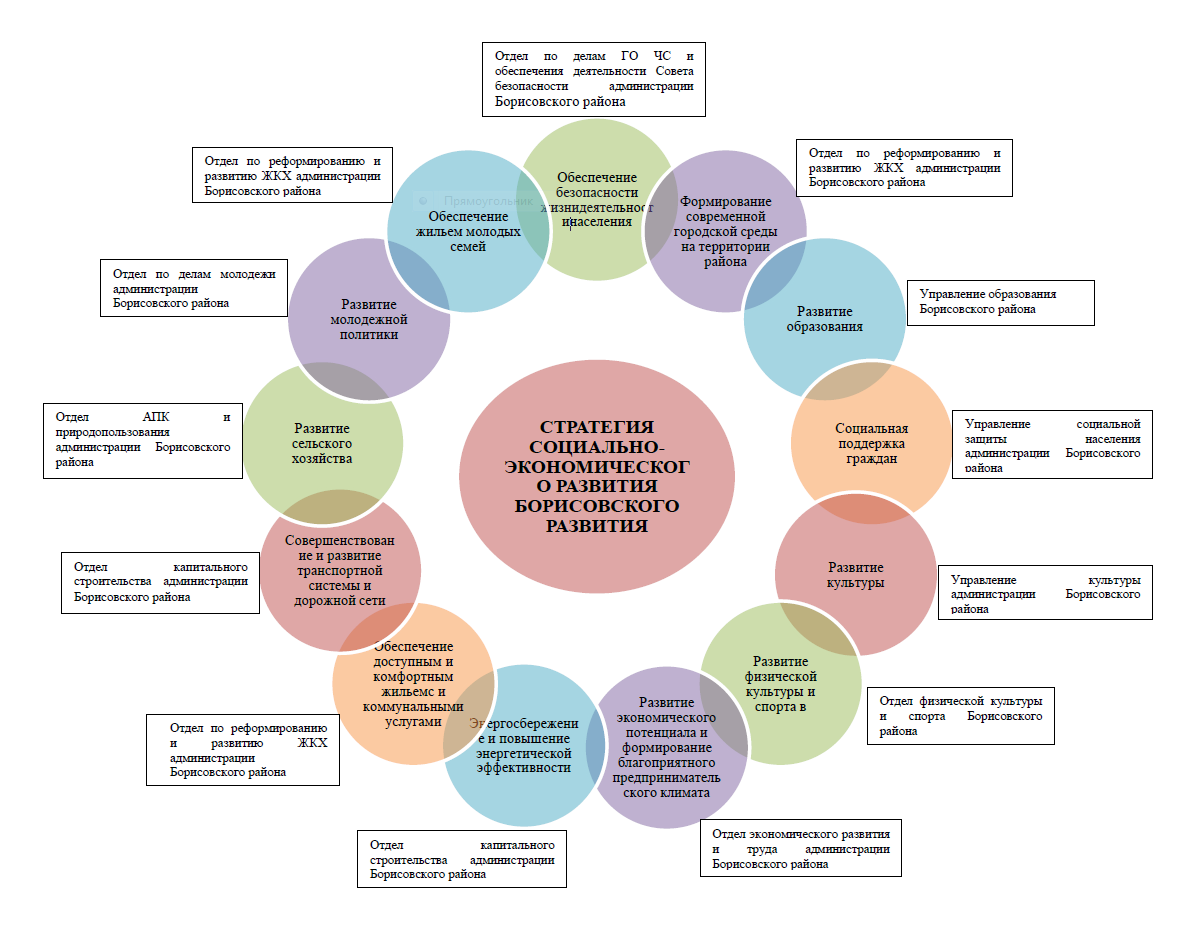 Отдел по делам ГО ЧС и
обеспечения деятельности Совета
безопасности администрации
Борисовского района
Обеспечение
безопасности
жизнидеятельност
инаселения
Прямоугольник
Отдел по реформированию и
развитию ЖКХ администрации
Борисовского района
Формирование
современной
городской среды
на территории
района
Управление образования
Борисовского района
Развитие
образования
Управление социальной
защиты населения
администрации Борисовского
района
Социальная
поддержка
граждан
Управление культуры
администрации Борисовского
района
Развитие
культуры
Отдел физической культуры
и спорта Борисовского
района
Развитие
физической
культуры и
спорта в
Отдел экономического развития
и труда администрации
Борисовского района
Развитие
экономического
потенциала и
формирование
благоприятного
предприниматель
ского климата
Отдел капитального
строительства администрации
Борисовского района
Энергосбережени
е и повышение
энергетической
эффективности
Отдел по реформированию
и развитию ЖКХ
администрации
Борисовского района
Обеспечение
доступным и
комфортным
жильемс и
коммунальными
услугами
Отдел капитального
строительства администрации
Борисовского района
Совершенствован
ие и развитие
транспортной
системы и
дорожной сети
Отдел АПК и
природопользования
администрации Борисовского
района
Развитие
сельского
хозяйства
Отдел по делам молодежи
администрации
Борисовского района
Развитие
молодежной
политики
Отдел по реформированию и
развитию ЖКХ администрации
Борисовского района
Обеспечение
жильем молодых
семей
СТРАТЕГИЯ
СОЦИАЛЬНО-
ЭКОНОМИЧЕСКОГ
О РАЗВИТИЯ
БОРИСОВСКОГО
РАЗВИТИЯ